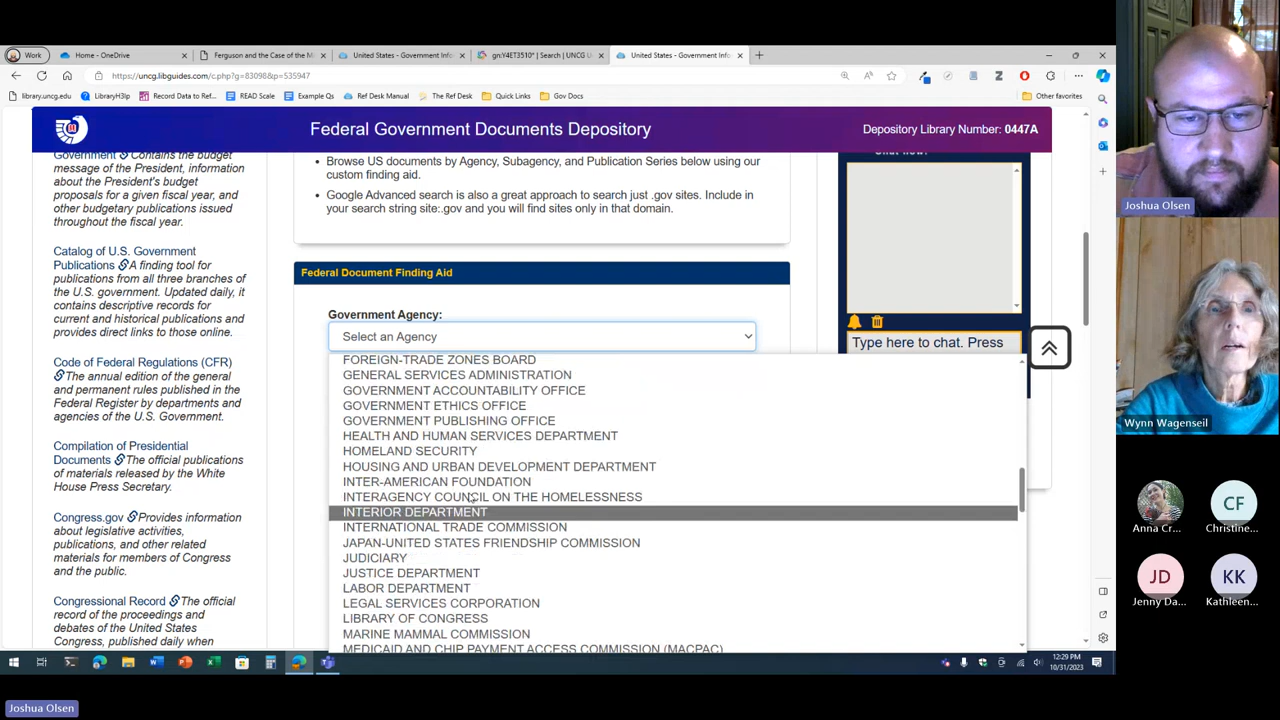 Work
Home - OneDrive
Ferguson and the Case of the M
United States - Government Info
gn:Y4ET3510* | Search | UNCG U
United States - Government Info
https://uncg.libguides.com/c.php?g=83098&p=535947
library.uncg.edu
LibraryH3lp
Record Data to Ref...
READ Scale
Example Qs
Ref Desk Manual
The Ref Desk
Quick Links
Gov Docs
Other favorites
Federal Government Documents Depository
Depository Library Number: 0447A
Government Contains the budget
message of the President, information
about the President's budget
proposals for a given fiscal year, and
other budgetary publications issued
throughout the fiscal year.
Catalog of U.S. Government
Publications A finding tool for
publications from all three branches of
the U.S. government. Updated daily, it
contains descriptive records for
current and historical publications and
provides direct links to those online.
Code of Federal Regulations (CFR)
The annual edition of the general
and permanent rules published in the
Federal Register by departments and
agencies of the U.S. Government.
Compilation of Presidential
Documents The official publications
of materials released by the White
House Press Secretary.
Congress.gov Provides information
about legislative activities,
publications, and other related
materials for members of Congress
and the public.
Congressional Record The official
record of the proceedings and
debates of the United States
Congress, published daily when
• Browse US documents by Agency, Subagency, and Publication Series below using our
custom finding aid.
• Google Advanced search is also a great approach to search just .gov sites. Include in
your search string site:.gov and you will find sites only in that domain.
Federal Document Finding Aid
Government Agency:
Select an Agency
FOREIGN-TRADE ZONES BOARD
GENERAL SERVICES ADMINISTRATION
GOVERNMENT ACCOUNTABILITY OFFICE
GOVERNMENT ETHICS OFFICE
GOVERNMENT PUBLISHING OFFICE
HEALTH AND HUMAN SERVICES DEPARTMENT
HOMELAND SECURITY
HOUSING AND URBAN DEVELOPMENT DEPARTMENT
INTER-AMERICAN FOUNDATION
INTERAGENCY COUNCIL ON THE HOMELESSNESS
INTERIOR DEPARTMENT
INTERNATIONAL TRADE COMMISSION
JAPAN-UNITED STATES FRIENDSHIP COMMISSION
JUDICIARY
JUSTICE DEPARTMENT
LABOR DEPARTMENT
LEGAL SERVICES CORPORATION
LIBRARY OF CONGRESS
MARINE MAMMAL COMMISSION
MEDICAID AND CHIP PAYMENT ACCESS COMMISSION (MACPAC)
Chat now!
Type here to chat. Press
12:29 PM
10/31/2023
Joshua Olsen
Wynn Wagenseil
Anna Cr...
CF
Christine...
JD
Jenny Da...
KK
Kathleen...
Joshua Olsen